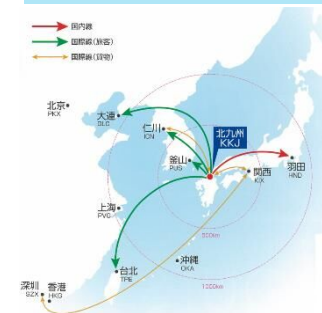 国内線
国際線(旅客)
国際線(貨物)
北京
PKX
大連
DLC
仁川
ICN
北九州
KKJ
釜山
PUS
関西
KIX
羽田
HND
上海
PVG
500km
沖縄
OKA
台北
TPE
1000km
深圳
SZX
香港
HKG